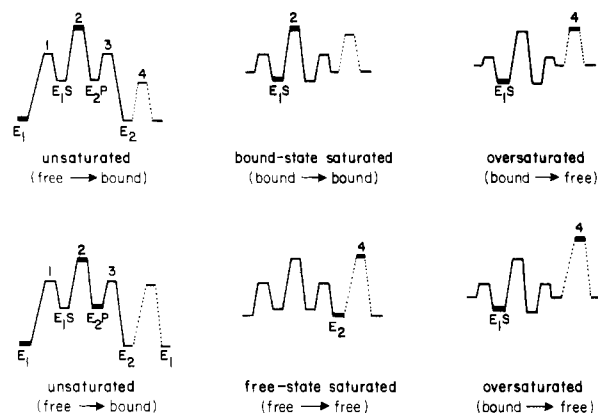 2
1
3
4
E1
E1S
E2P
E2
unsaturated
(free → bound)
2
E1S
bound-state saturated
(bound → bound)
4
E1S
oversaturated
(bound → free)
2
1
3
E1
E1S
E2P
E2
E1
unsaturated
(free → bound)
4
E2
free-state saturated
(free → free)
4
E1S
oversaturated
(bound → free)